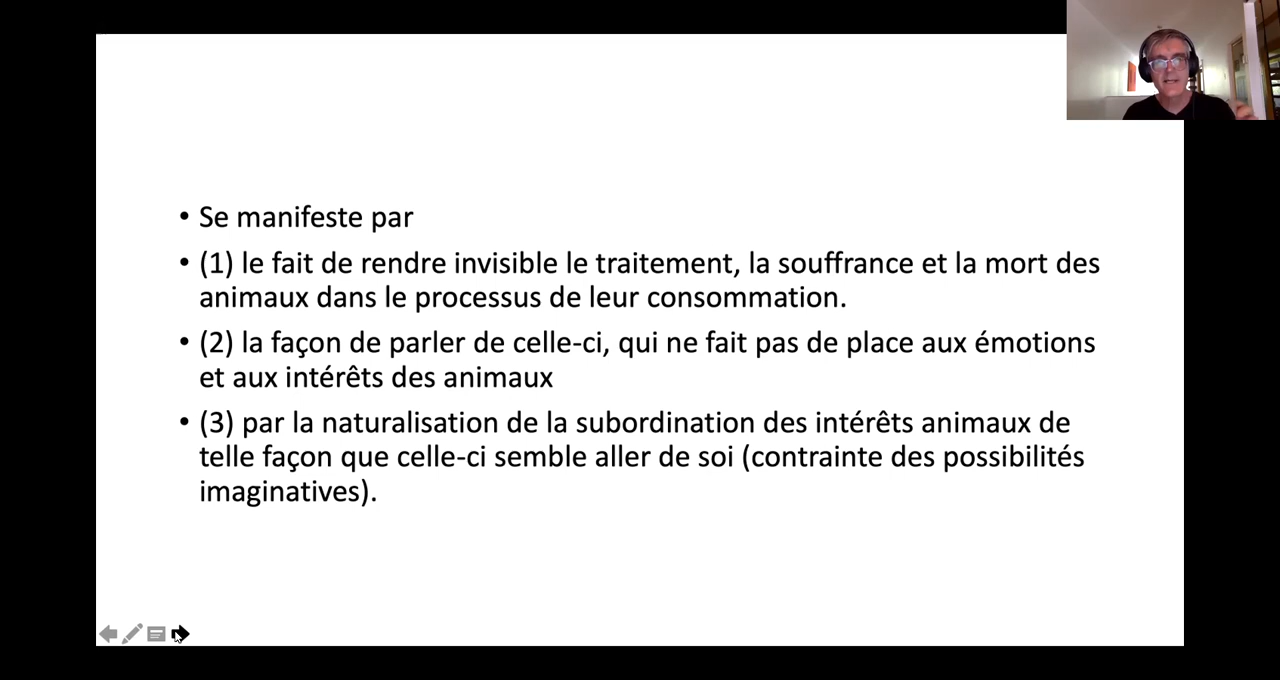 • Se manifeste par
• (1) le fait de rendre invisible le traitement, la souffrance et la mort des
animaux dans le processus de leur consommation.
• (2) la façon de parler de celle-ci, qui ne fait pas de place aux émotions
et aux intérêts des animaux
• (3) par la naturalisation de la subordination des intérêts animaux de
telle façon que celle-ci semble aller de soi (contrainte des possibilités
imaginatives).